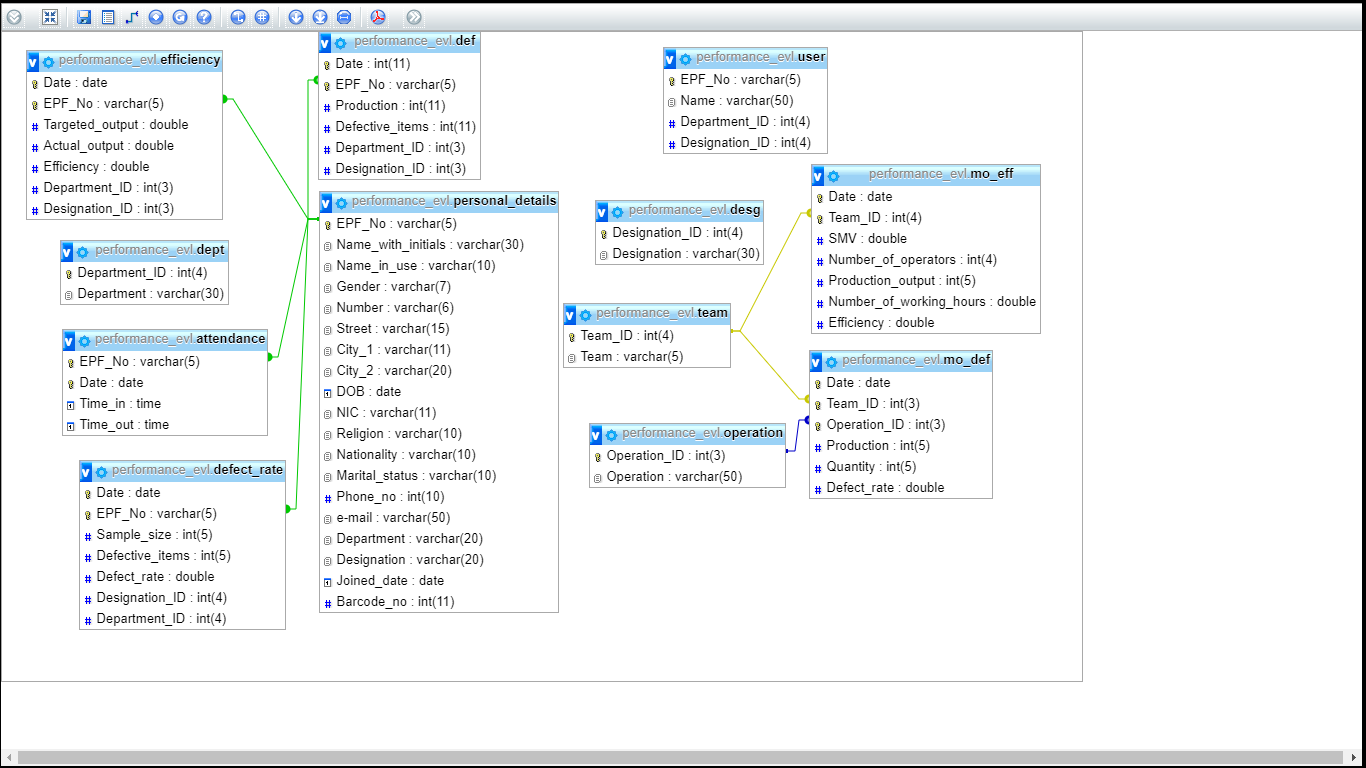 performance_evl.efficiency
Date : date
EPF_No : varchar(5)
Targeted_output : double
Actual_output : double
Efficiency : double
Department_ID : int(3)
Designation_ID : int(3)
performance_evl.dept
Department_ID : int(4)
Department : varchar(30)
performance_evl.attendance
EPF_No : varchar(5)
Date : date
Time_in : time
Time_out : time
performance_evl.defect_rate
Date : date
EPF_No : varchar(5)
Sample_size : int(5)
Defective_items : int(5)
Defect_rate : double
Designation_ID : int(4)
Department_ID : int(4)
performance_evl.def
Date : int(11)
EPF_No : varchar(5)
Production : int(11)
Defective_items : int(11)
Department_ID : int(3)
Designation_ID : int(3)
performance_evl.personal_details
EPF_No : varchar(5)
Name_with_initials : varchar(30)
Name_in_use : varchar(10)
Gender : varchar(7)
Number : varchar(6)
Street : varchar(15)
City_1 : varchar(11)
City_2 : varchar(20)
DOB : date
NIC : varchar(11)
Religion : varchar(10)
Nationality : varchar(10)
Marital_status : varchar(10)
Phone_no : int(10)
e-mail : varchar(50)
Department : varchar(20)
Designation : varchar(20)
Joined_date : date
Barcode_no : int(11)
performance_evl.user
EPF_No : varchar(5)
Name : varchar(50)
Department_ID : int(4)
Designation_ID : int(4)
performance_evl.desg
Designation_ID : int(4)
Designation : varchar(30)
performance_evl.team
Team_ID : int(4)
Team : varchar(5)
performance_evl.operation
Operation_ID : int(3)
Operation : varchar(50)
performance_evl.mo_eff
Date : date
Team_ID : int(4)
SMV : double
Number_of_operators : int(4)
Production_output : int(5)
Number_of_working_hours : double
Efficiency : double
performance_evl.mo_def
Date : date
Team_ID : int(3)
Operation_ID : int(3)
Production : int(5)
Quantity : int(5)
Defect_rate : double